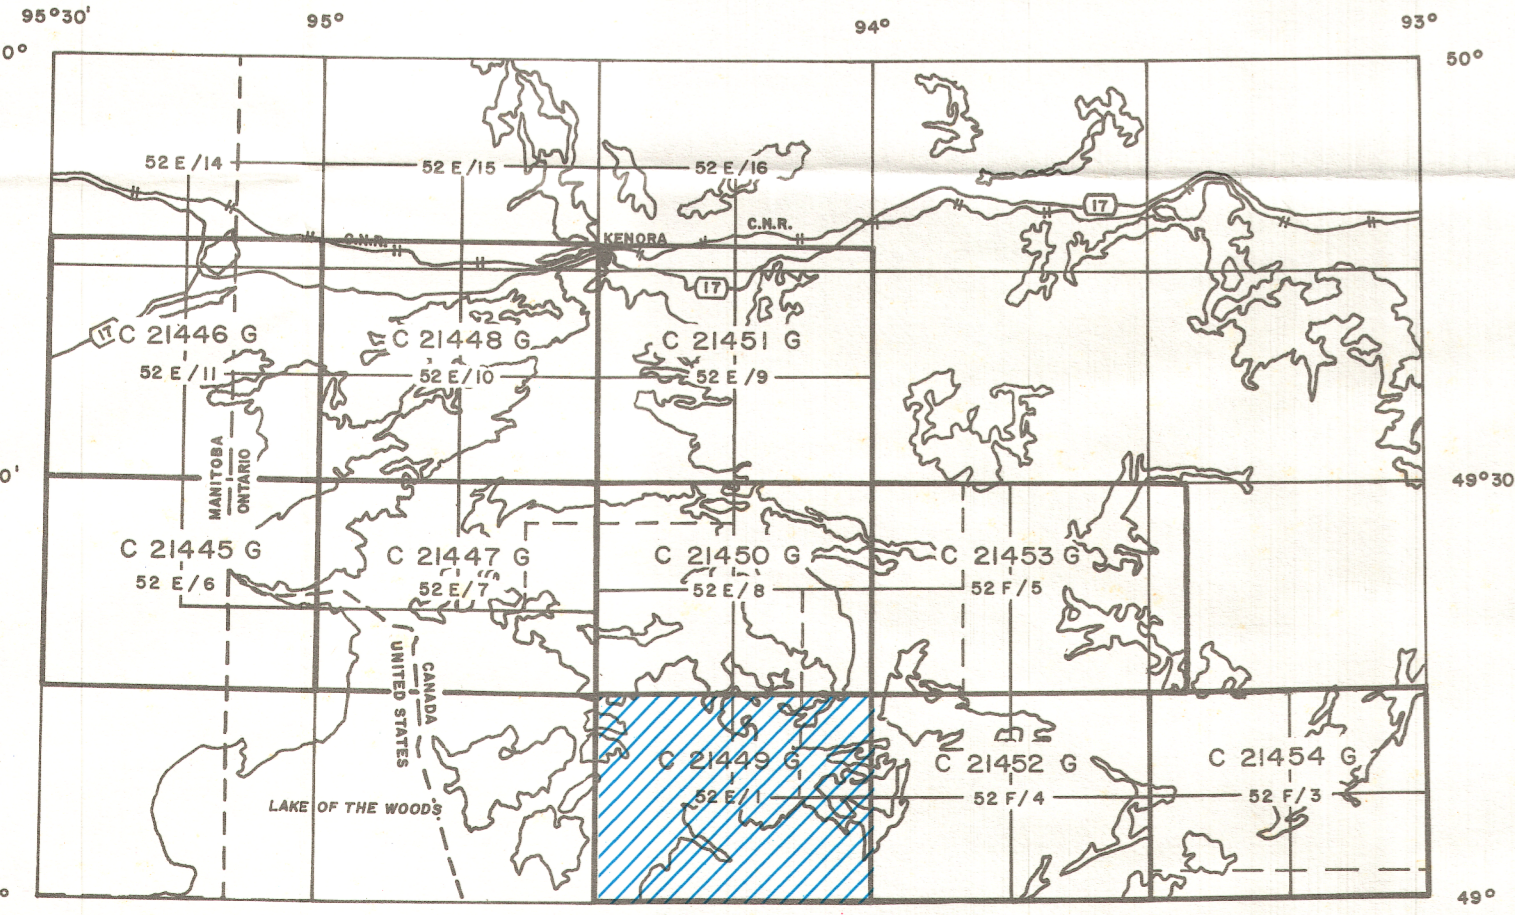 95°30'
95°
94°
93°
0°
50°
52 E/14
52 E/15
52 E/16
17
C.N.R.
C.N.R.
KENORA
17
17
C 21446 G
C 21448 G
C 21451 G
52 E/11
52 E/10
52 E/9
MANITOBA
ONTARIO
0'
49°30
C 21445 G
C 21447 G
C 21450 G
C 21453 G
52 E/6
52 E/7
52 E/8
52 F/5
CANADA
UNITED STATES
C 21449 G
C 21452 G
C 21454 G
LAKE OF THE WOODS
52 E/1
52 F/4
52 F/3
°
49°